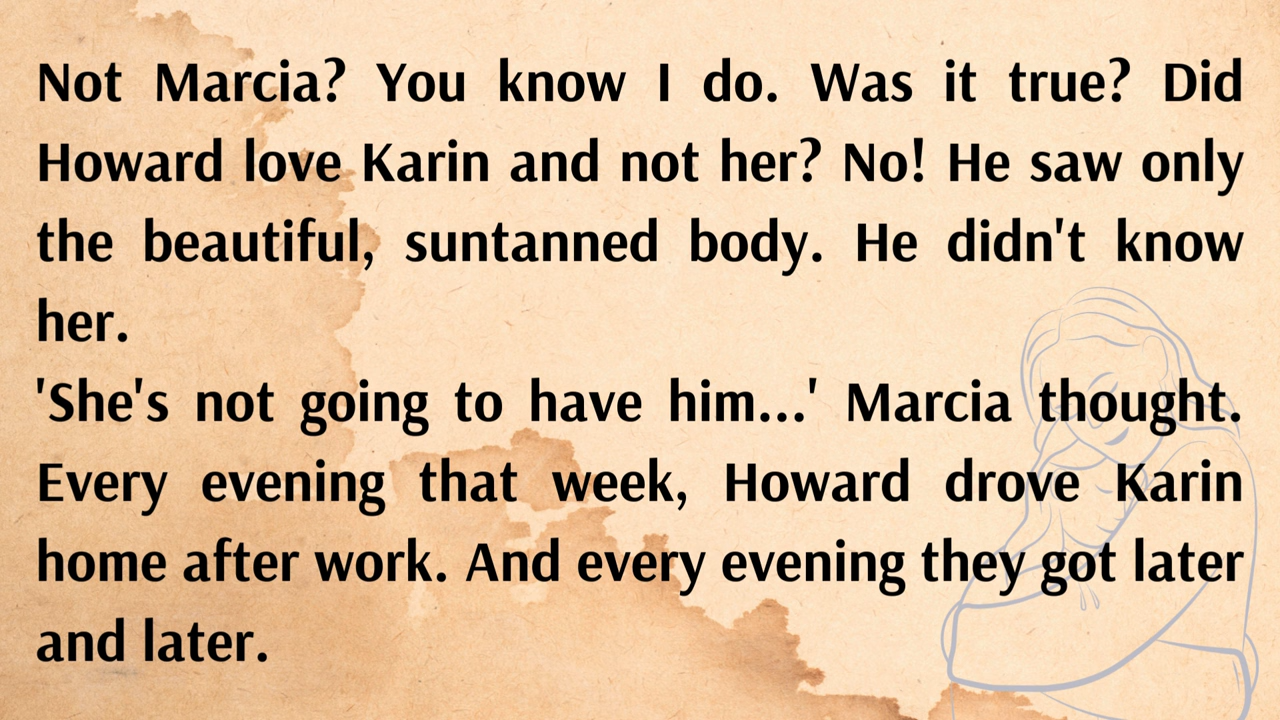 Not Marcia? You know I do. Was it true? Did
Howard love Karin and not her? No! He saw only
the beautiful, suntanned body. He didn't know
her.
'She's not going to have him...' Marcia thought.
Every evening that week, Howard drove Karin
home after work. And every evening they got later
and later.